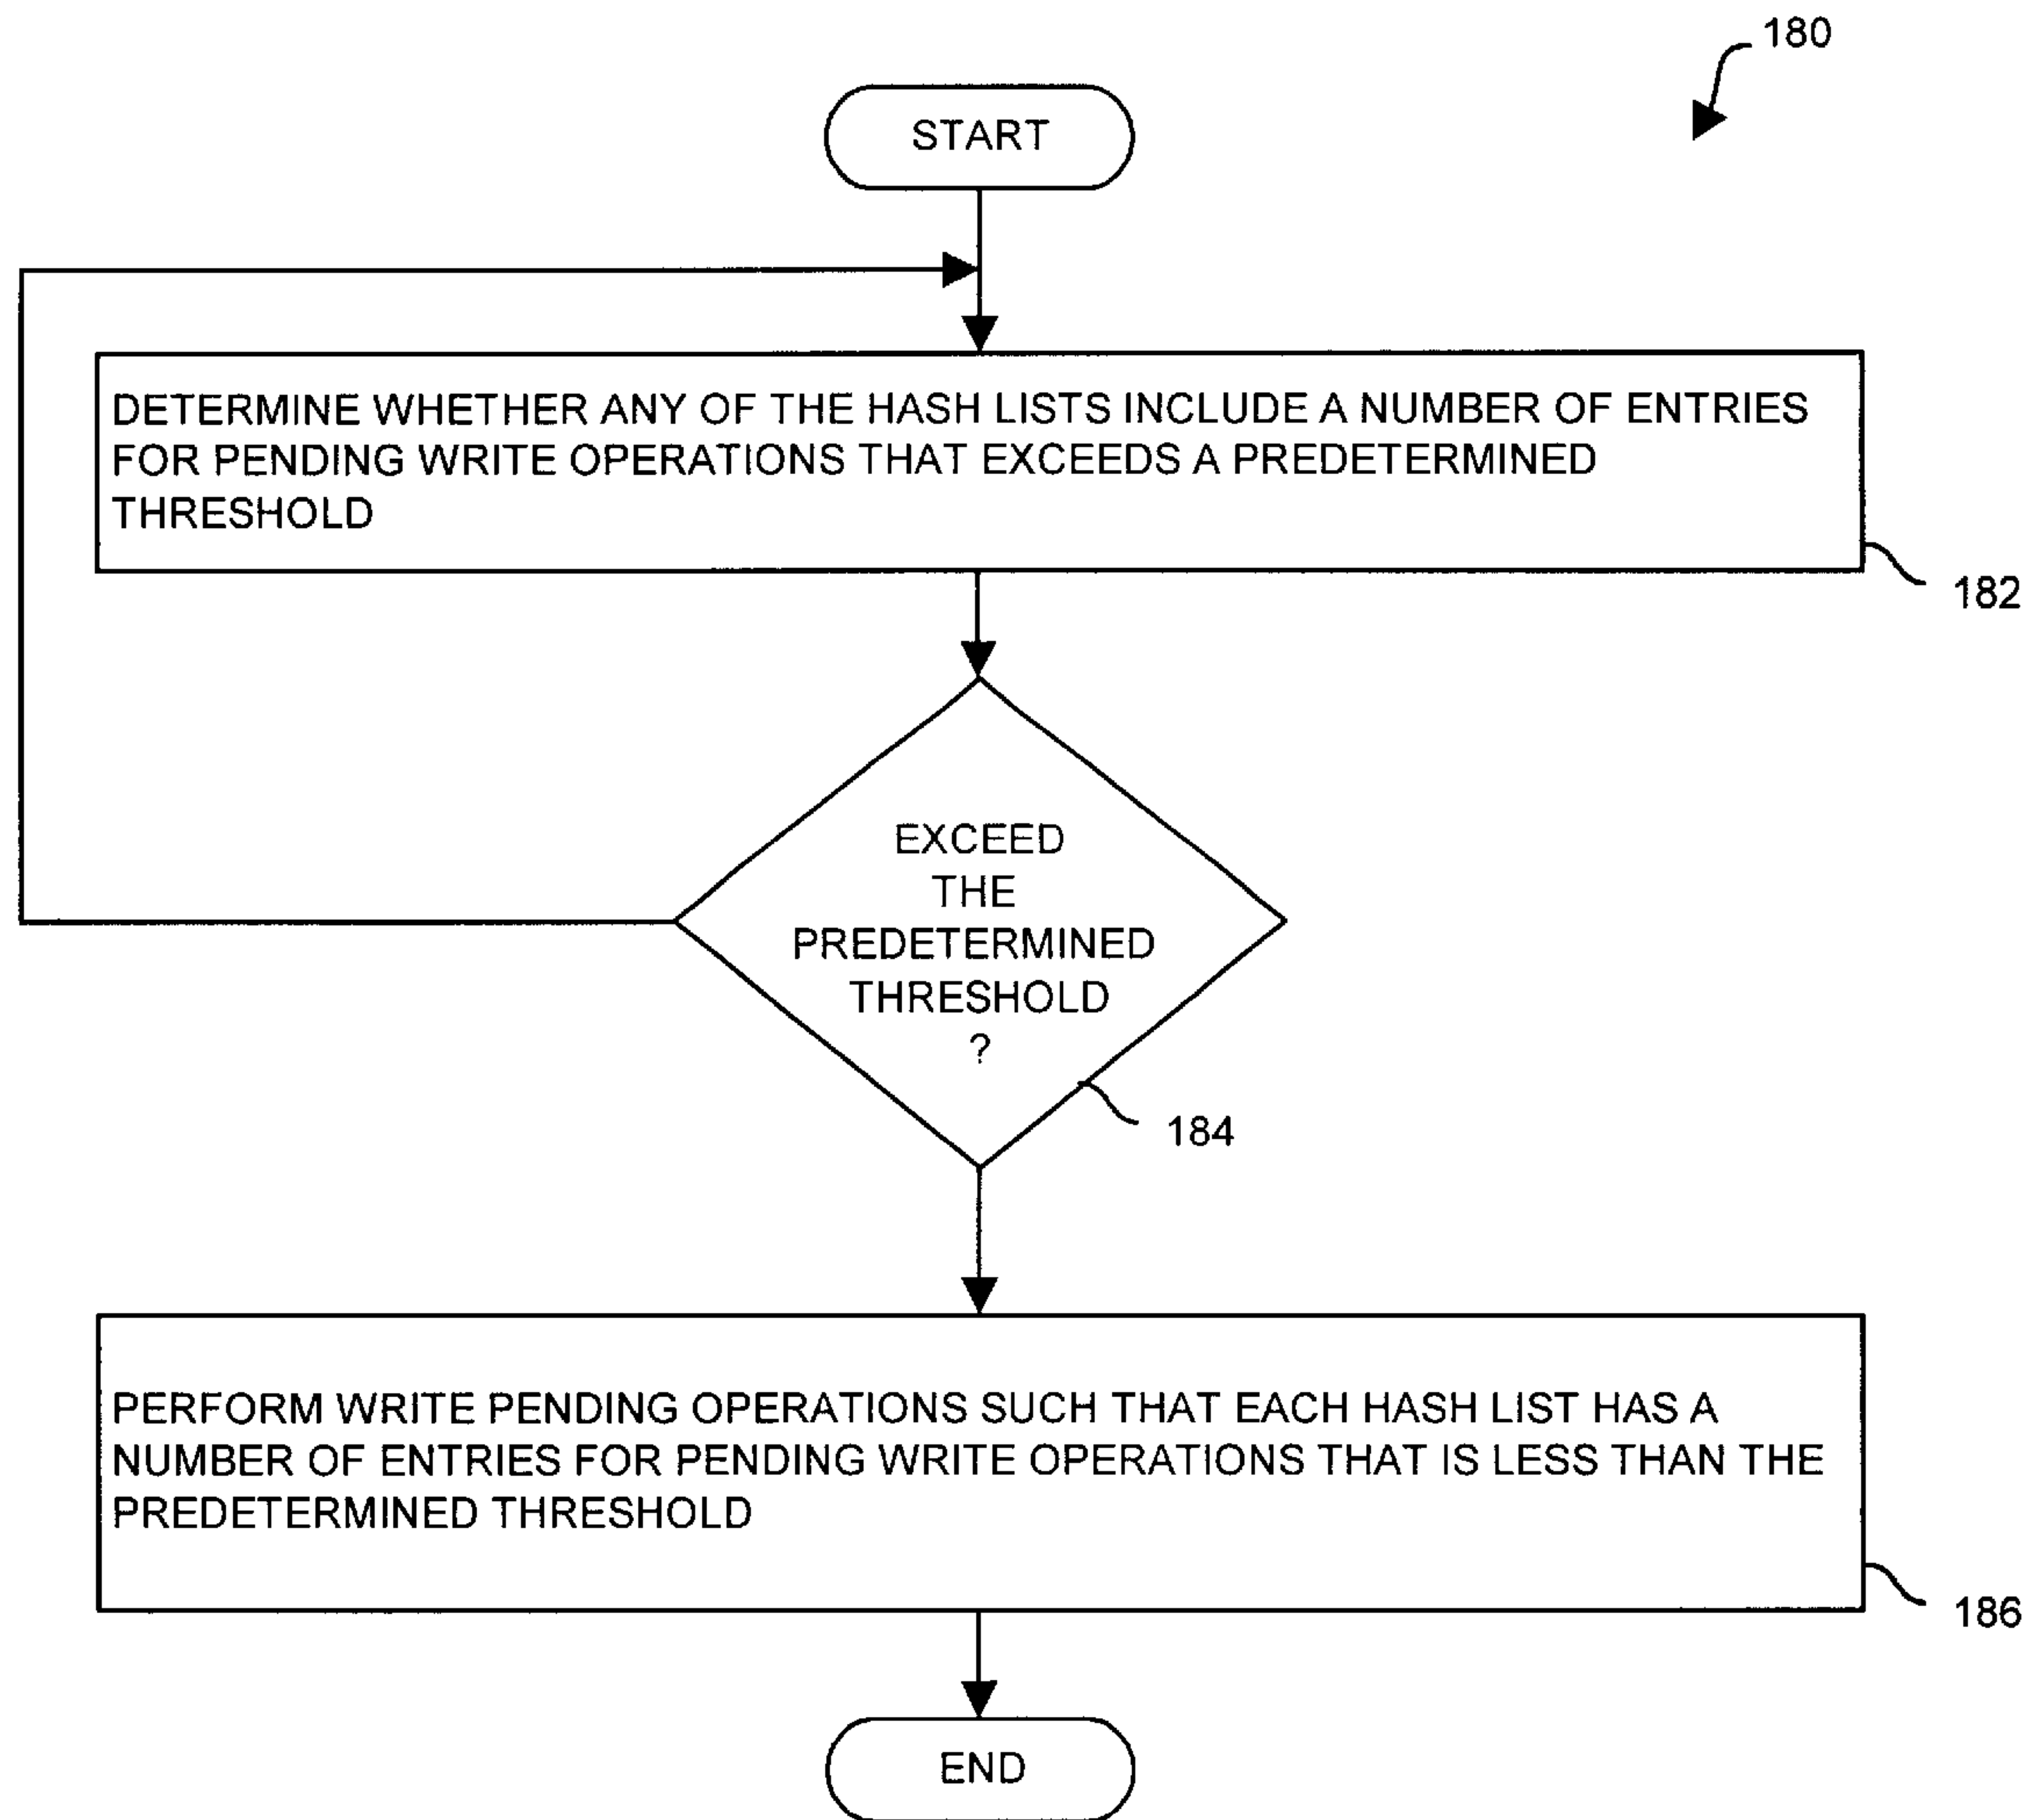 180
START
DETERMINE WHETHER ANY OF THE HASH LISTS INCLUDE A NUMBER OF ENTRIES
FOR PENDING WRITE OPERATIONS THAT EXCEEDS A PREDETERMINED
THRESHOLD
182
EXCEED
THE
PREDETERMINED
THRESHOLD
?
184
PERFORM WRITE PENDING OPERATIONS SUCH THAT EACH HASH LIST HAS A
NUMBER OF ENTRIES FOR PENDING WRITE OPERATIONS THAT IS LESS THAN THE
PREDETERMINED THRESHOLD
186
END